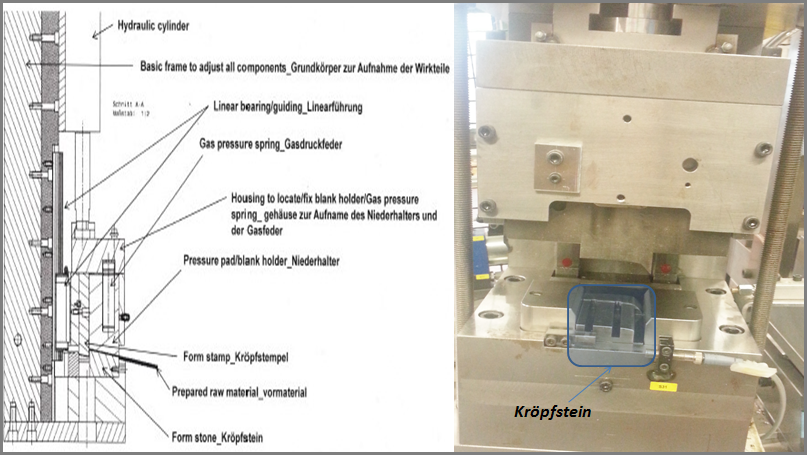 Hydraulic cylinder
Basic frame to adjust all components_Grundkörper zur Aufnahme der Wirkteile
Schnitt A-A
Maßstab: 1:2
Linear bearing/guiding_Linearführung
Gas pressure spring_Gasdruckfeder
Housing to locate/fix blank holder/Gas pressure
spring_ gehäuse zur Aufname des Niederhalters und
der Gasfeder
Pressure pad/blank holder_Niederhalter
Form stamp_Kröpfstempel
Prepared raw material_vormaterial
Form stone_Kröpfstein
Kröpfstein